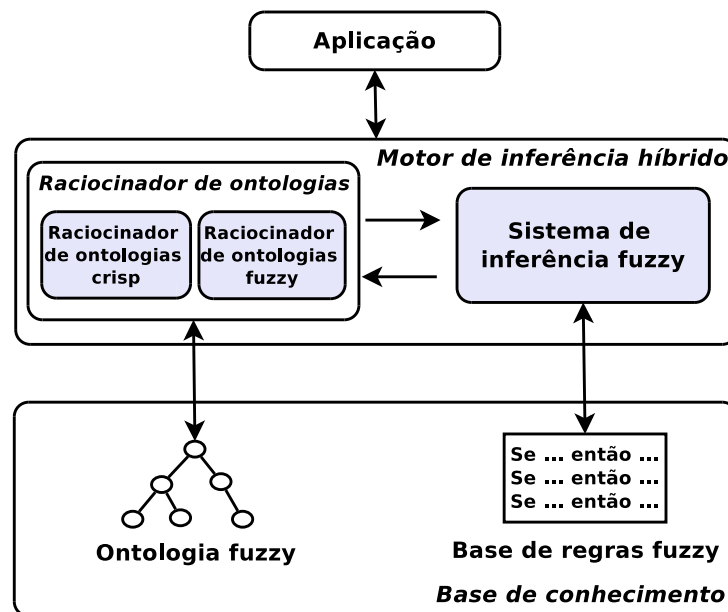 Aplicação
Motor de inferência híbrido
Raciocinador de ontologias
Raciocinador
de ontologias
crisp
Raciocinador
de ontologias
fuzzy
Sistema de
inferência fuzzy
Ontologia fuzzy
Se ... então ...
Se ... então ...
Se ... então ...
Base de regras fuzzy
Base de conhecimento